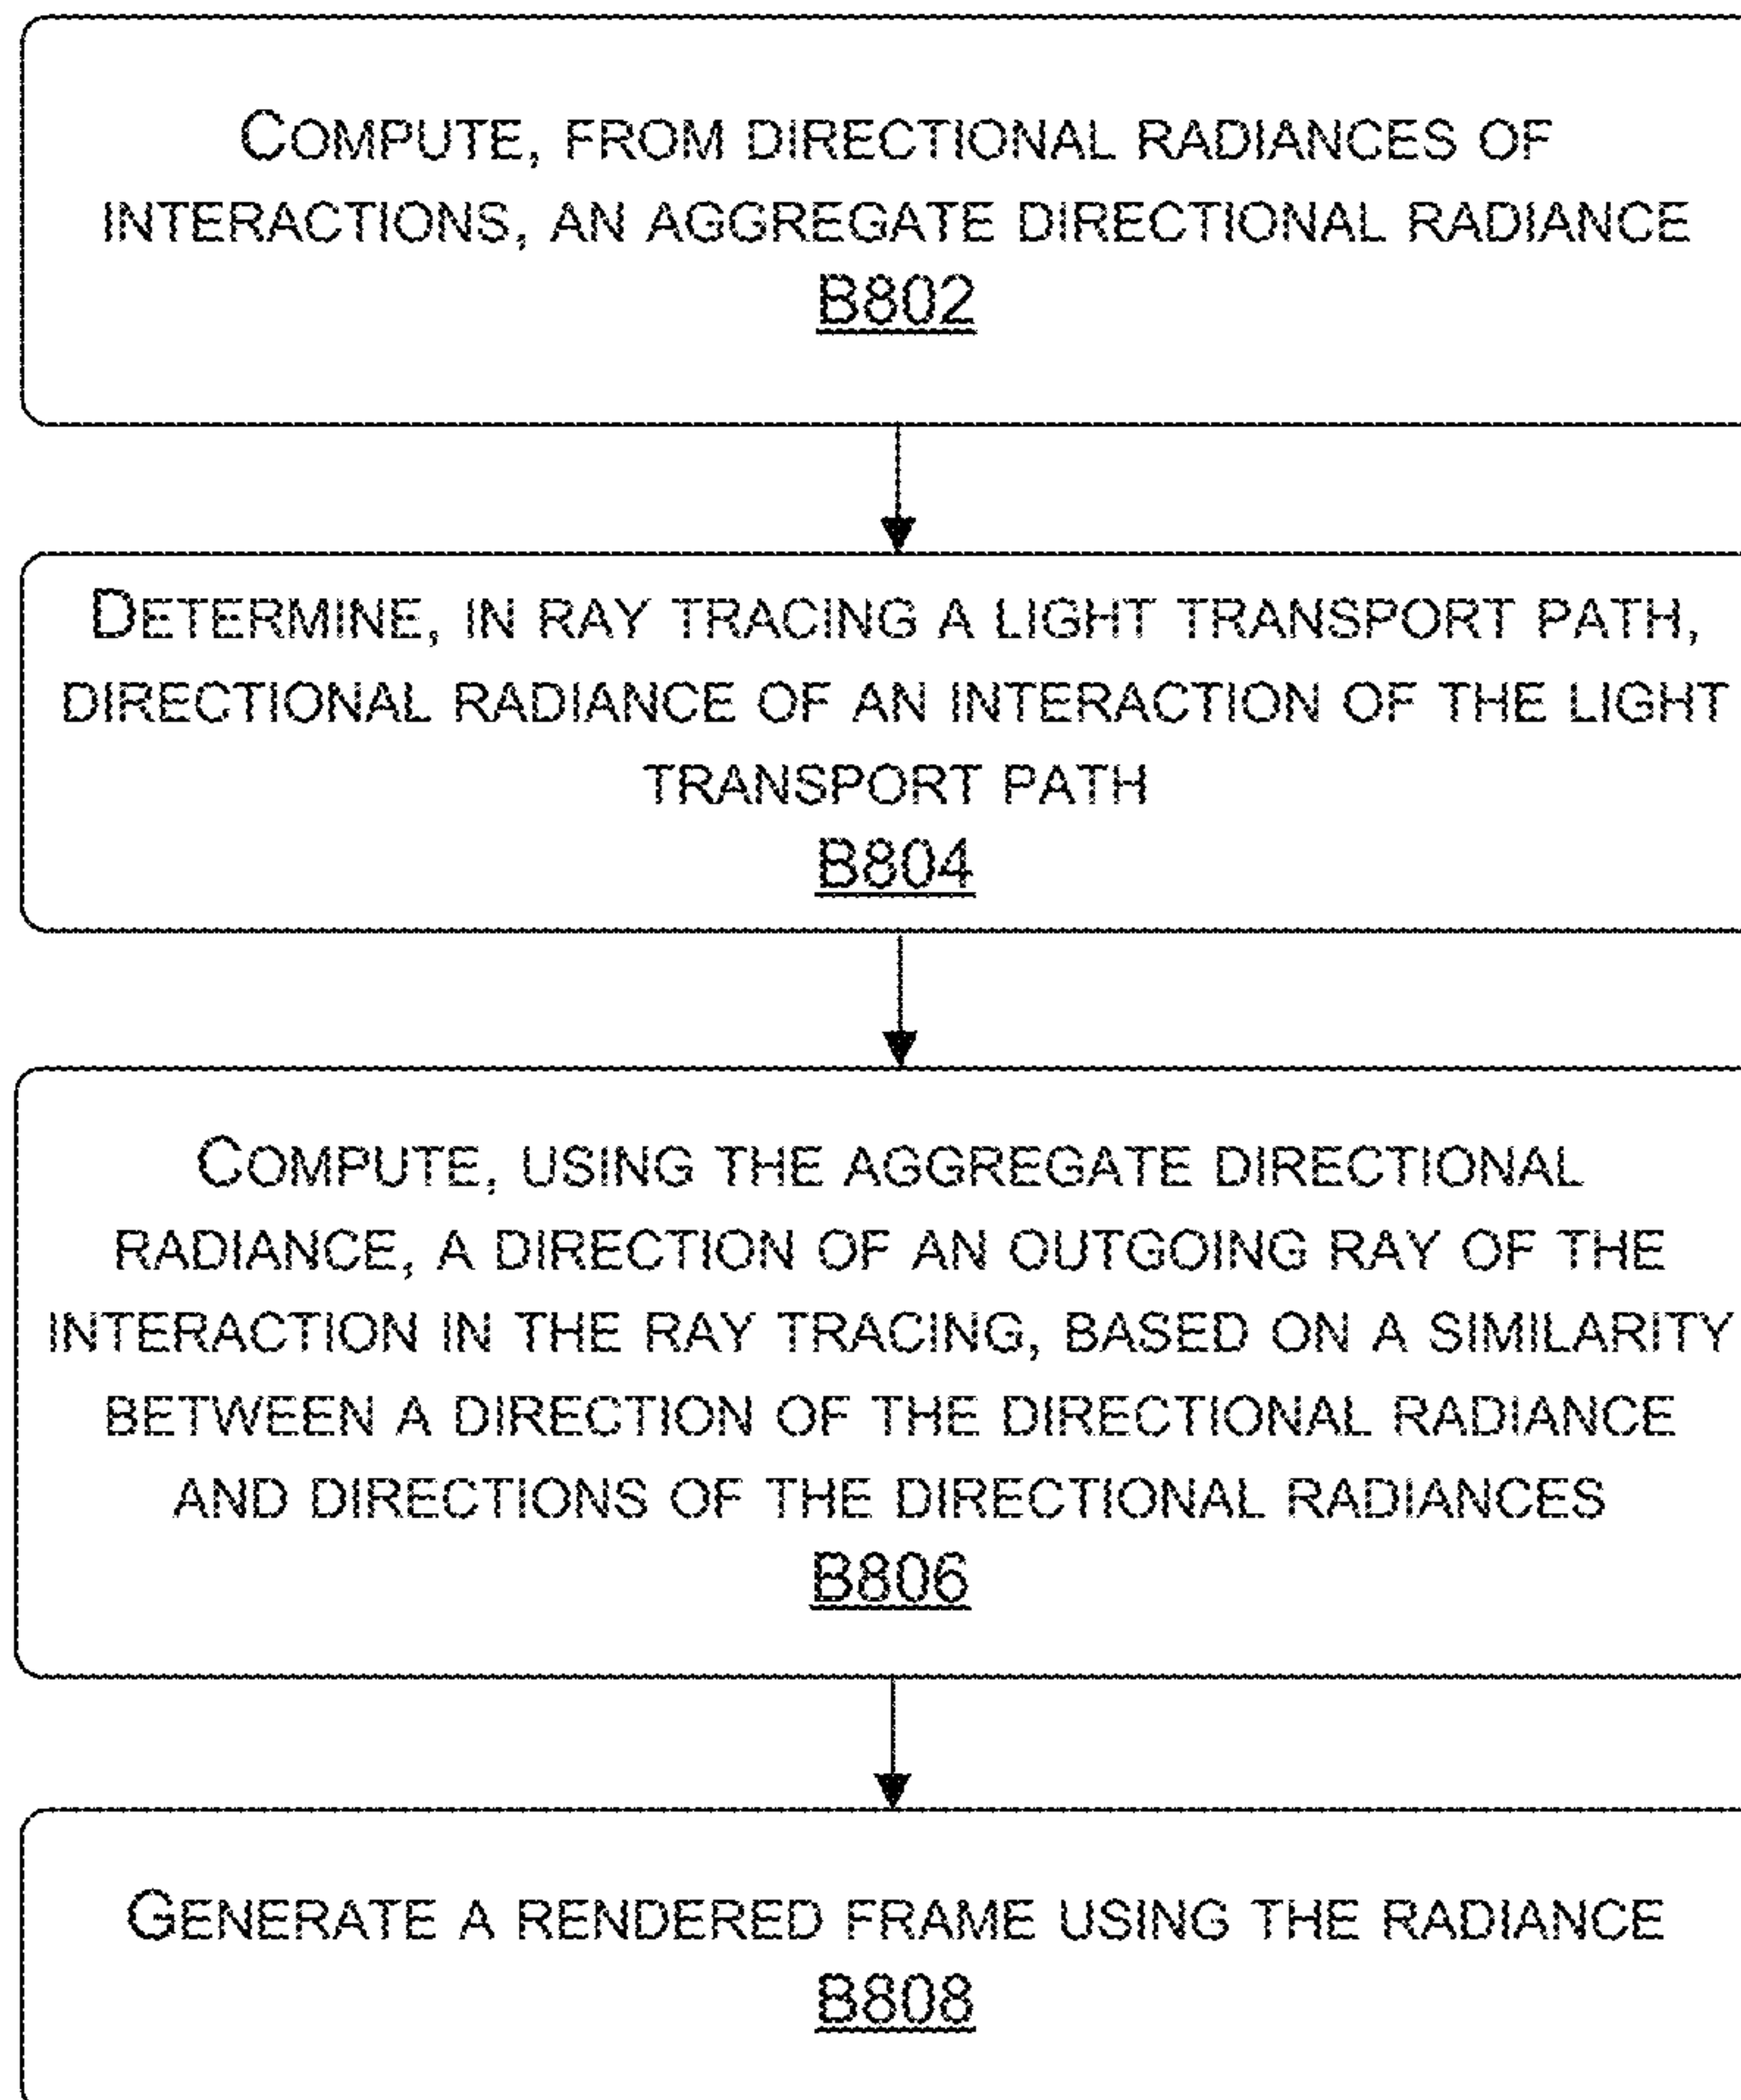 COMPUTE, FROM DIRECTIONAL RADIANCES OF
INTERACTIONS, AN AGGREGATE DIRECTIONAL RADIANCE
B802
DETERMINE, IN RAY TRACING A LIGHT TRANSPORT PATH,
DIRECTIONAL RADIANCE OF AN INTERACTION OF THE LIGHT
TRANSPORT PATH
B804
COMPUTE, USING THE AGGREGATE DIRECTIONAL
RADIANCE, A DIRECTION OF AN OUTGOING RAY OF THE
INTERACTION IN THE RAY TRACING, BASED ON A SIMILARITY
BETWEEN A DIRECTION OF THE DIRECTIONAL RADIANCE
AND DIRECTIONS OF THE DIRECTIONAL RADIANCES
B806
GENERATE A RENDERED FRAME USING THE RADIANCE
B808